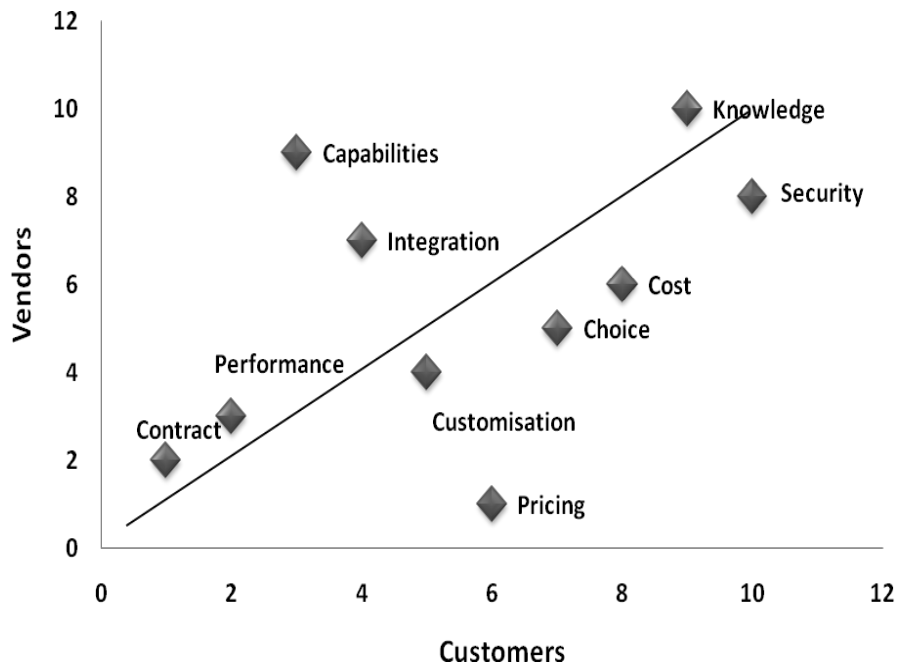 12
10
8
6
4
2
0
Vendors
Knowledge
Capabilities
Security
Integration
Cost
Choice
Performance
Customisation
Contract
Pricing
0 2 4 6 8 10 12
Customers